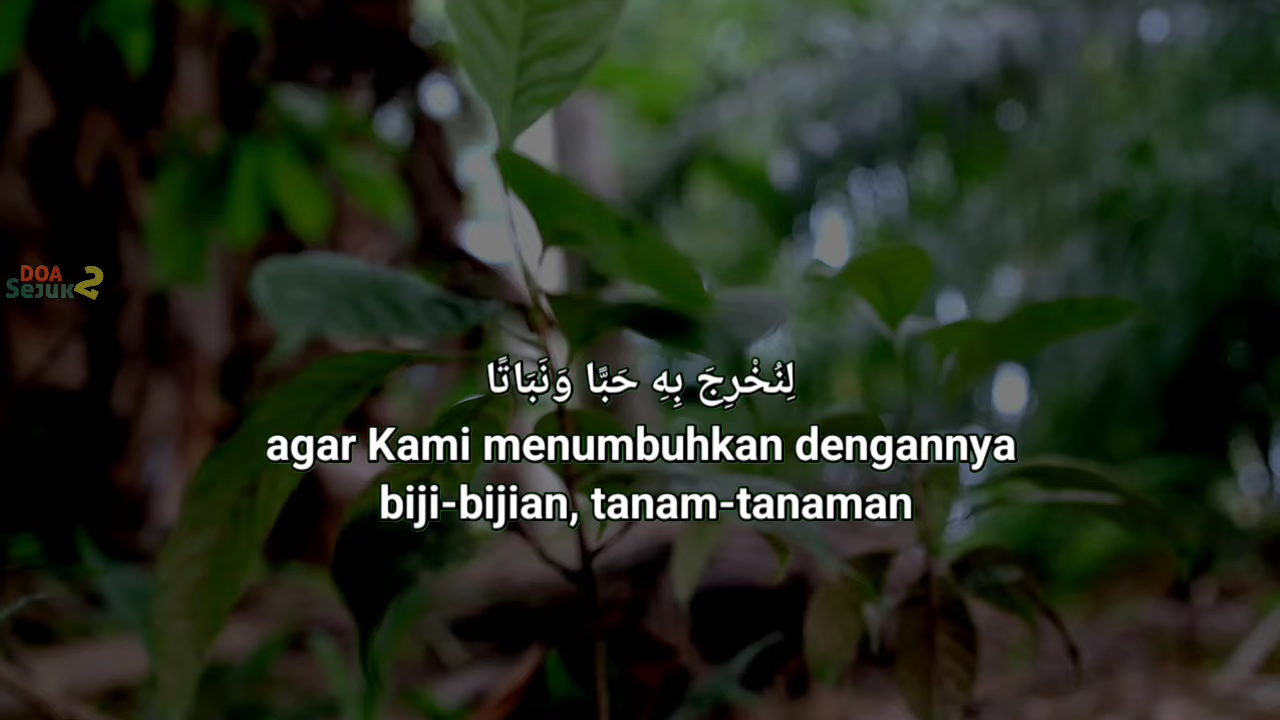 DOA
Sejuk2
لِنُخْرِجَ بِهِ حَبًّا وَنَبَاتًا
agar Kami menumbuhkan dengannya
biji-bijian, tanam-tanaman